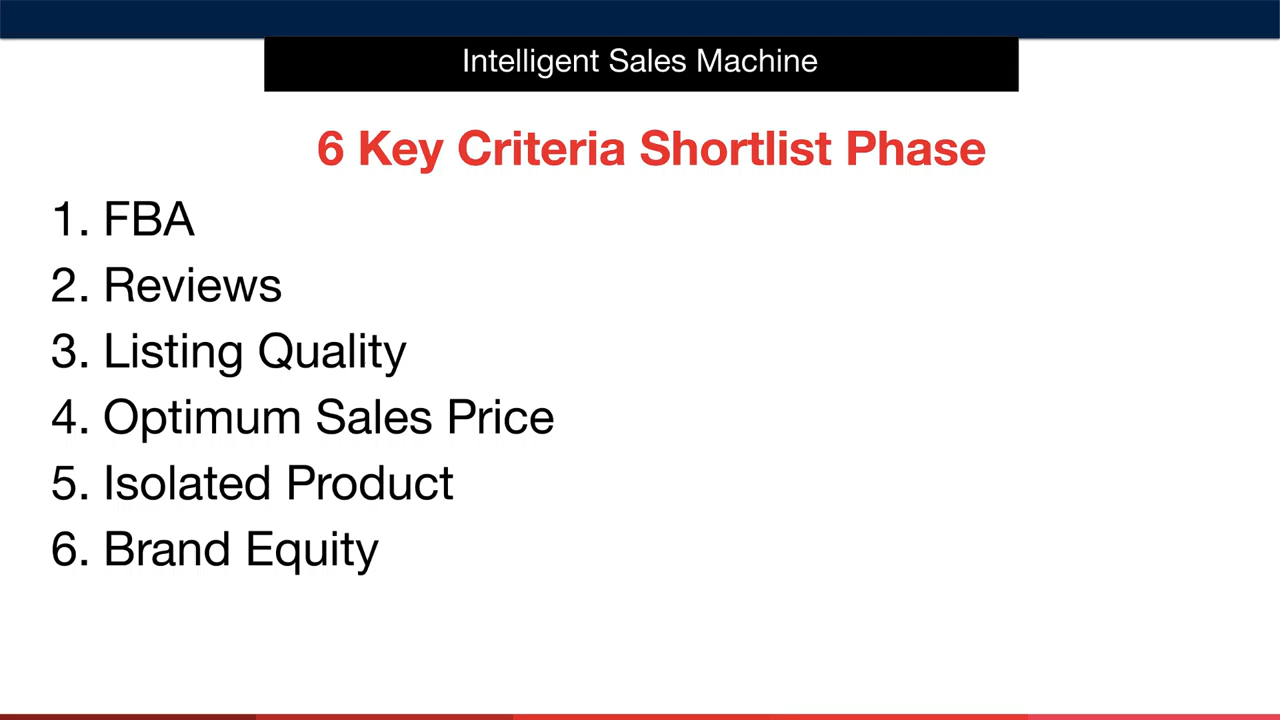 Intelligent Sales Machine
6 Key Criteria Shortlist Phase
1. FBA
2. Reviews
3. Listing Quality
4. Optimum Sales Price
5. Isolated Product
6. Brand Equity